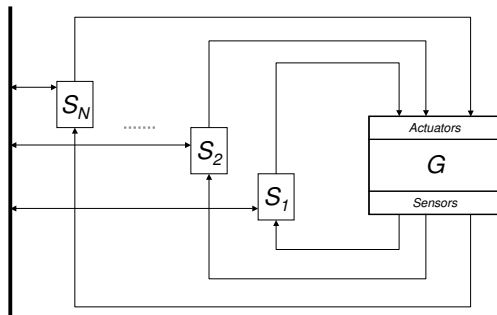 S_N
.......
S_2
S_1
Actuators
G
Sensors